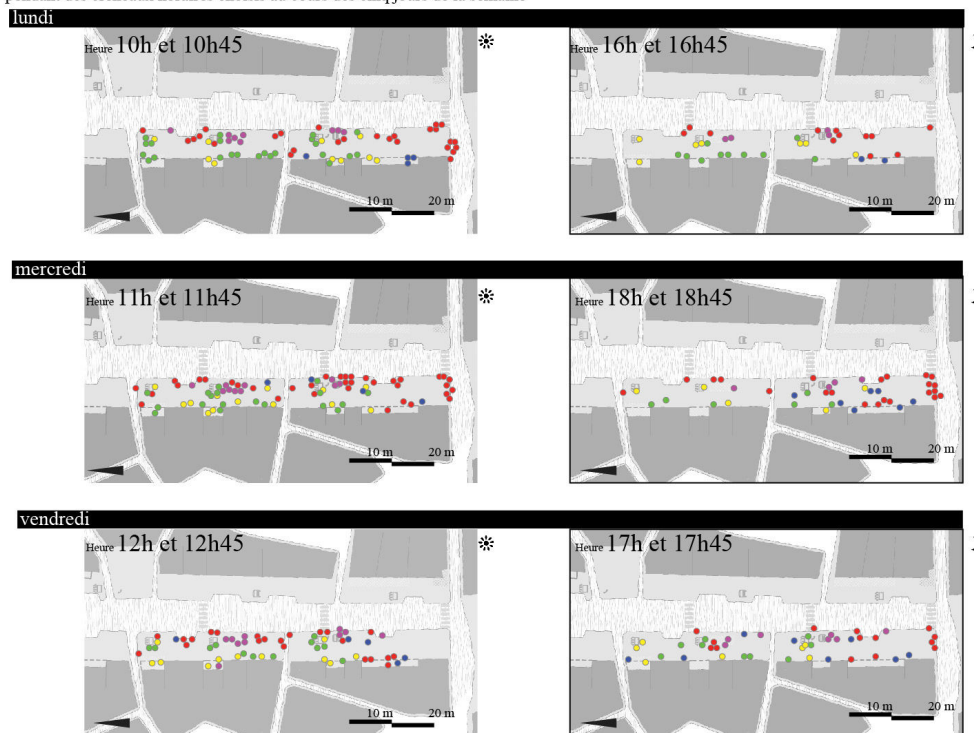 lundi
Heure 10h et 10h45
Heure 16h et 16h45
10 m 20 m
10 m 20 m
mercredi
Heure 11h et 11h45
Heure 18h et 18h45
10 m 20 m
10 m 20 m
vendredi
Heure 12h et 12h45
Heure 17h et 17h45
10 m 20 m
10 m 20 m